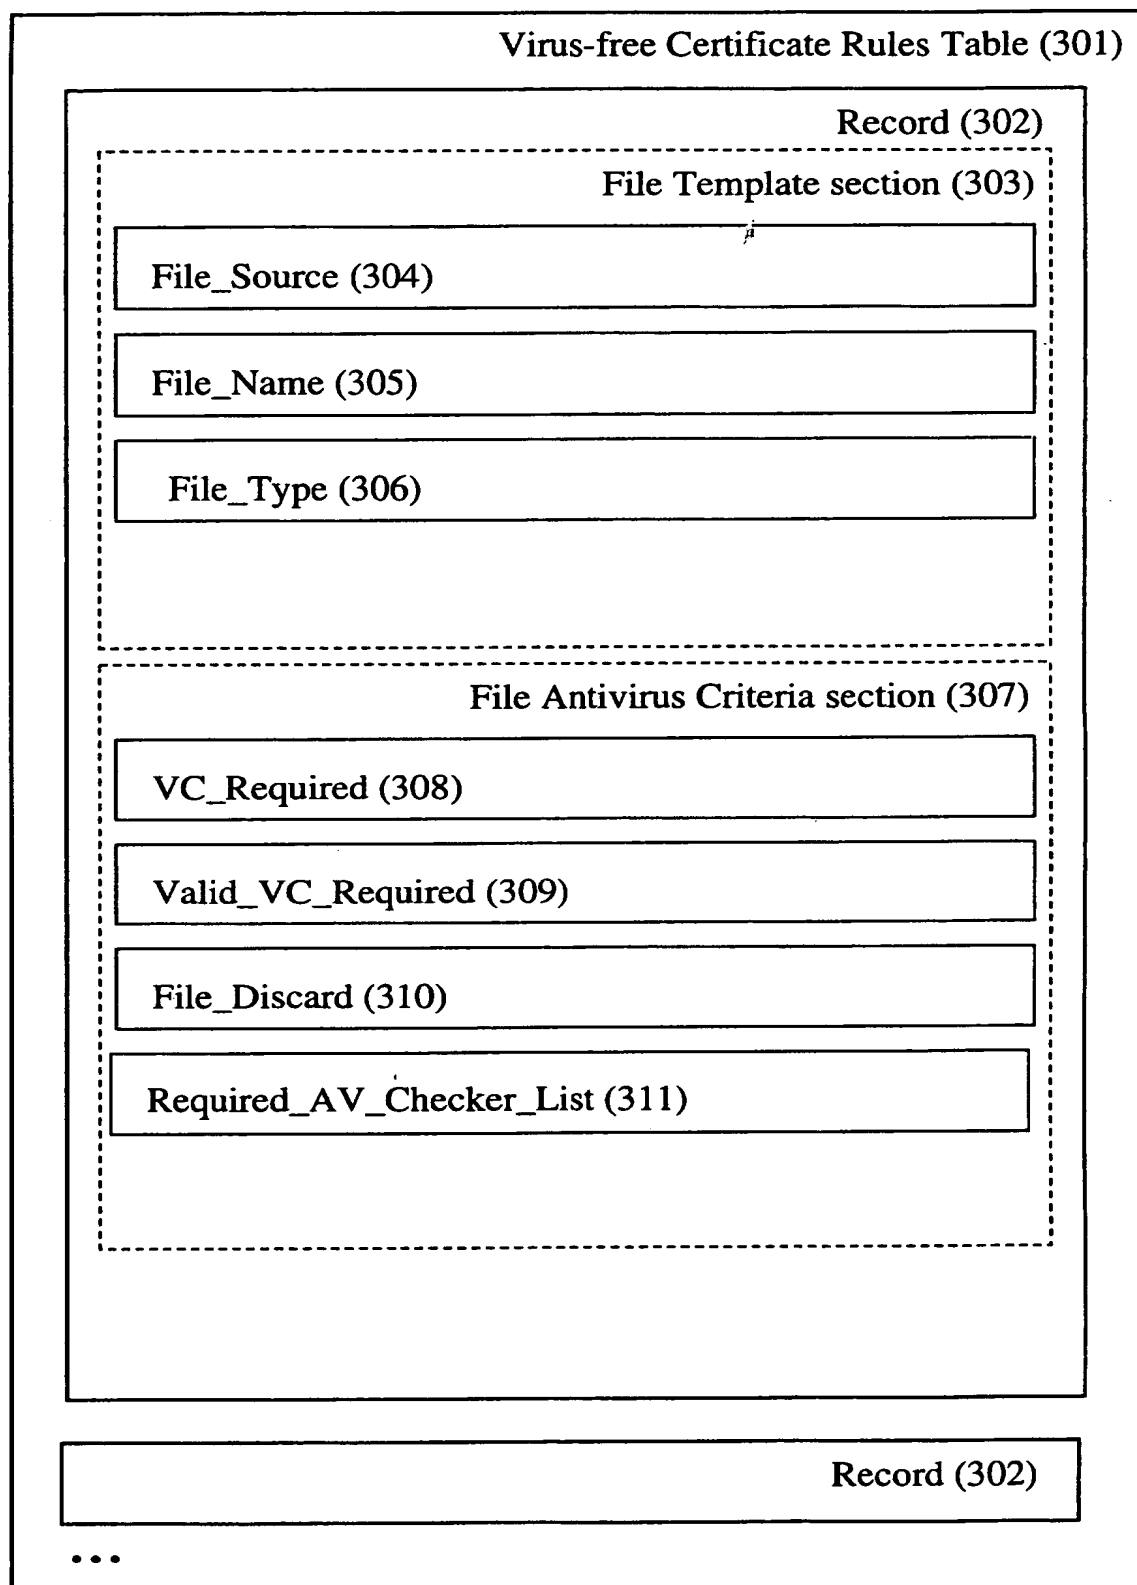 Virus-free Certificate Rules Table (301)
Record (302)
File Template section (303)
File_Source (304)
File_Name (305)
File_Type (306)
File Antivirus Criteria section (307)
VC_Required (308)
Valid_VC_Required (309)
File_Discard (310)
Required_AV_Checker_List (311)
Record (302)
...